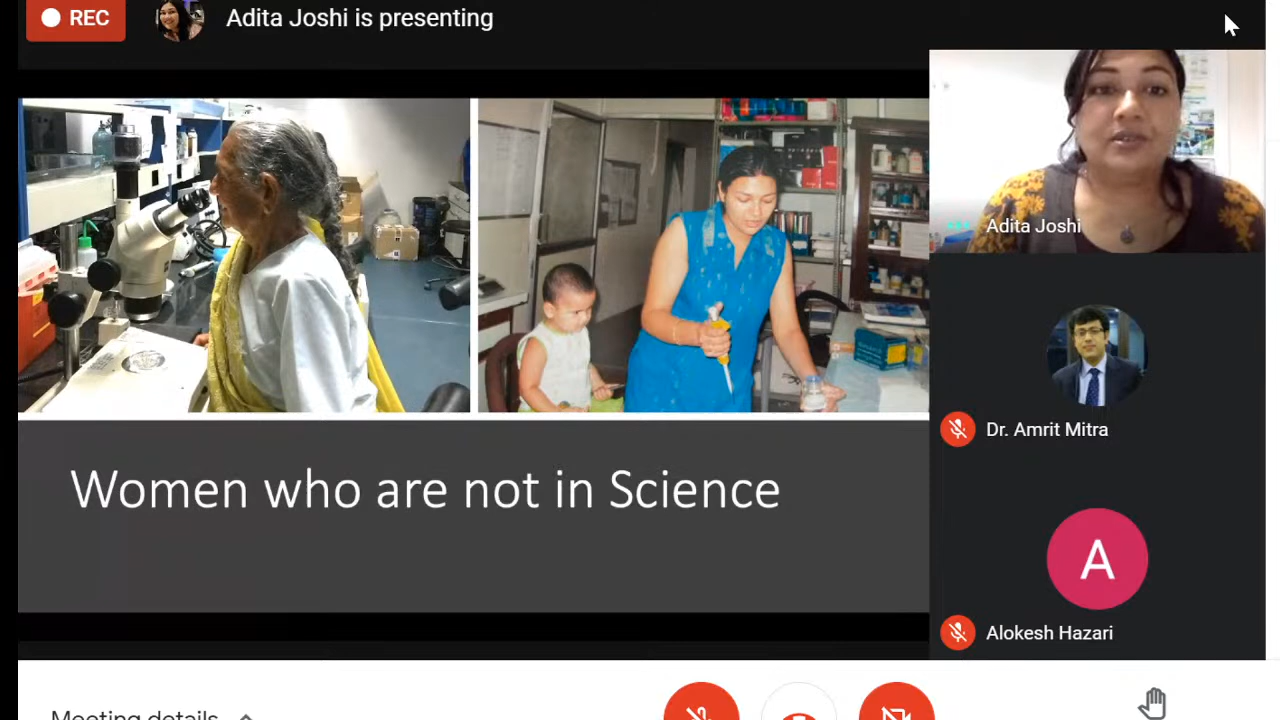 REC
Adita Joshi is presenting
Adita Joshi
Women who are not in Science
Dr. Amrit Mitra
A
Alokesh Hazari
Meeting details